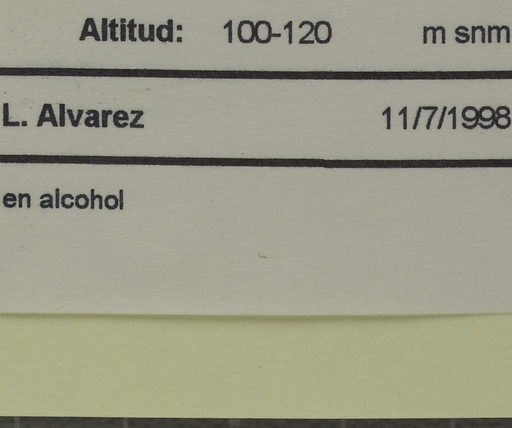 Altitud: 100-120 m snm
L. Alvarez 11/7/1998
en alcohol